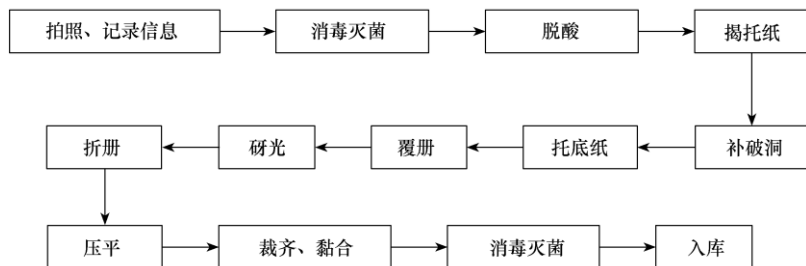 拍照、记录信息
消毒灭菌
脱酸
揭托纸
补破洞
托底纸
覆册
砑光
折册
压平
裁齐、黏合
消毒灭菌
入库